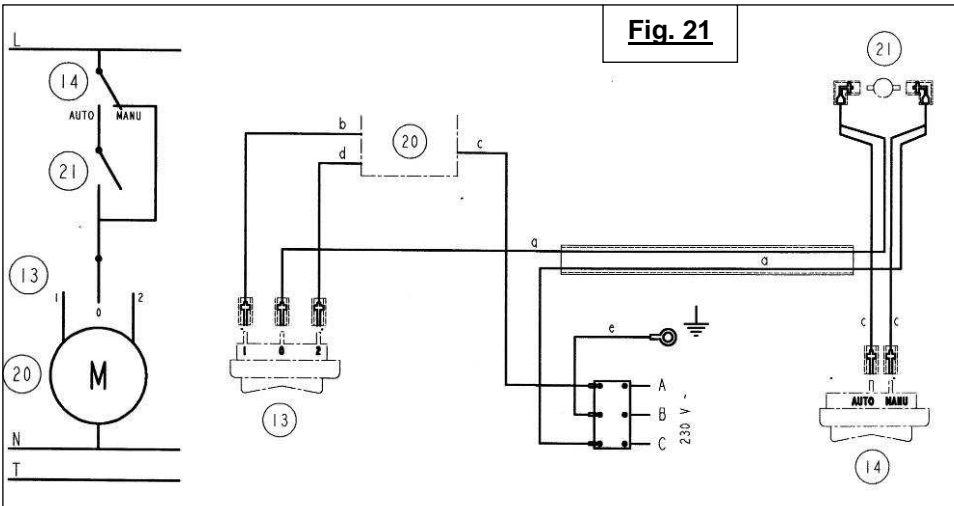 Fig. 21
L
14
AUTO MANU
21
13
1 0 2
20
M
N
T
b
d
20
c
a
a
1 0 2
13
e
A
B
C
230 V ~
21
c c
AUTO MANU
14